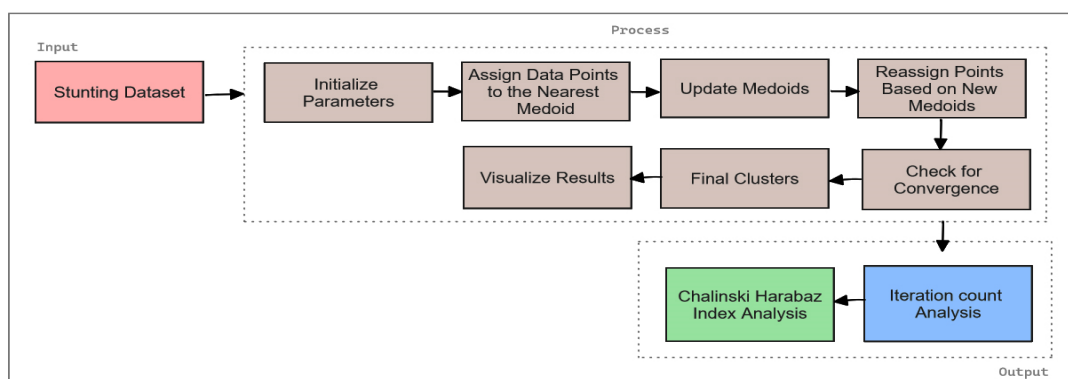 Input
Process
Stunting Dataset
Initialize
Parameters
Assign Data Points
to the Nearest
Medoid
Update Medoids
Reassign Points
Based on New
Medoids
Visualize Results
Final Clusters
Check for
Convergence
Chalinski Harabaz
Index Analysis
Iteration count
Analysis
Output